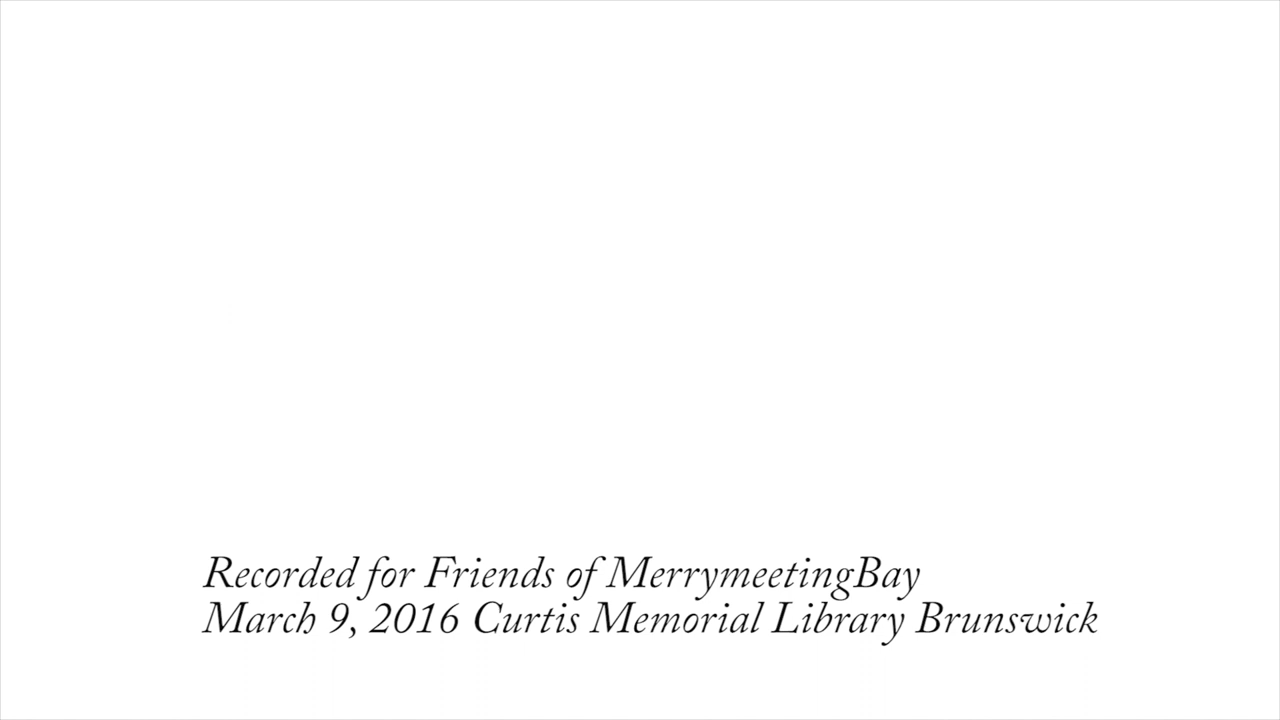 Recorded for Friends of MerrymeetingBay
March 9, 2016 Curtis Memorial Library Brunswick